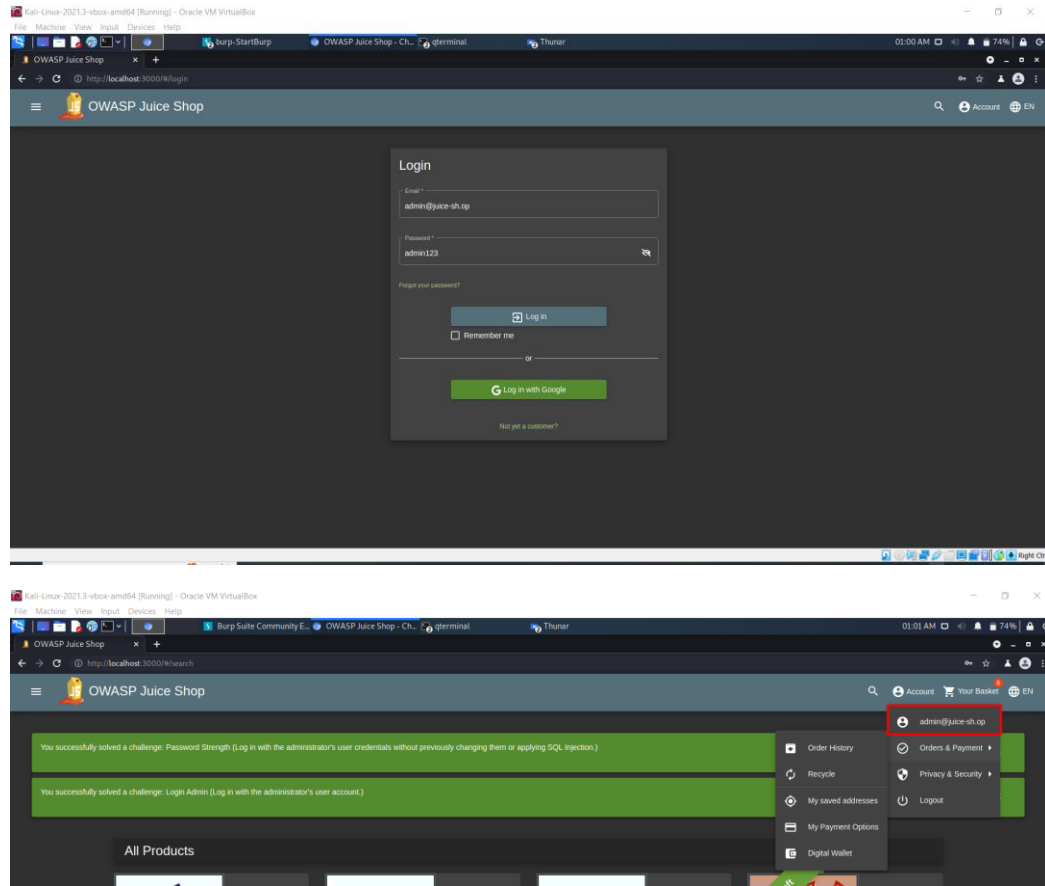 Kali-Linux-2021.3-vbox-amd64 [Running] - Oracle VM VirtualBox
File Machine View Input Devices Help
burp-StartBurp OWASP Juice Shop - Ch... qterminal Thunar 01:00 AM 74%
OWASP Juice Shop
http://localhost:3000/#/login
OWASP Juice Shop Account EN
Login
Email *
admin@juice-sh.op
Password *
admin123
Forgot your password?
Log in
Remember me
or
G Log in with Google
Not yet a customer?
Right Ctr
Kali-Linux-2021.3-vbox-amd64 [Running] - Oracle VM VirtualBox
File Machine View Input Devices Help
Burp Suite Community E... OWASP Juice Shop - Ch... qterminal Thunar 01:01 AM 74%
OWASP Juice Shop
http://localhost:3000/#/search
OWASP Juice Shop Account Your Basket 6 EN
admin@juice-sh.op
You successfully solved a challenge: Password Strength (Log in with the administrator's user credentials without previously changing them or applying SQL Injection.)
Order History Orders & Payment
Recycle Privacy & Security
You successfully solved a challenge: Login Admin (Log in with the administrator's user account.)
My saved addresses Logout
My Payment Options
All Products Digital Wallet